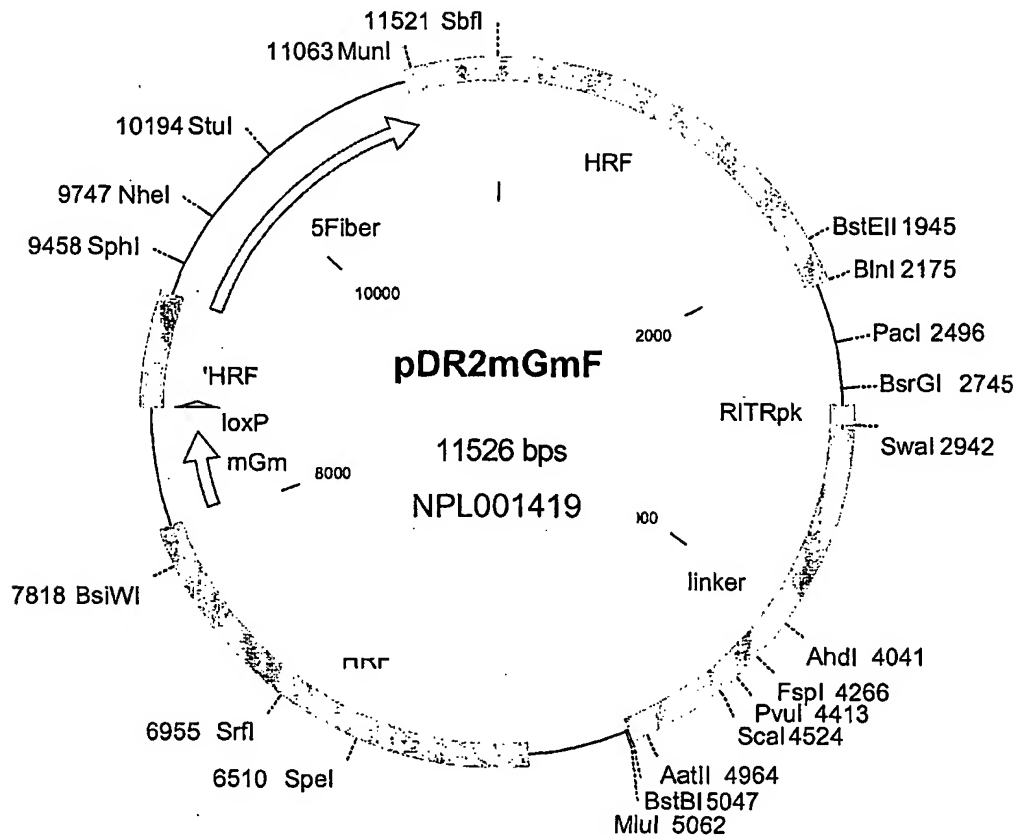 11521 SbfI
11063 MunI
10194 StuI
9747 NheI
9458 SphI
HRF
5Fiber
10000
BstEII 1945
BlnI 2175
PacI 2496
BsrGI 2745
2000
pDR2mGmF
'HRF
RITRpk
SwaI 2942
loxP
mGm
8000
11526 bps
NPL001419
linker
7818 BsiWI
HRF
AhdI 4041
FspI 4266
PvuI 4413
ScaI 4524
6955 SrfI
6510 SpeI
AatII 4964
BstBI 5047
MluI 5062